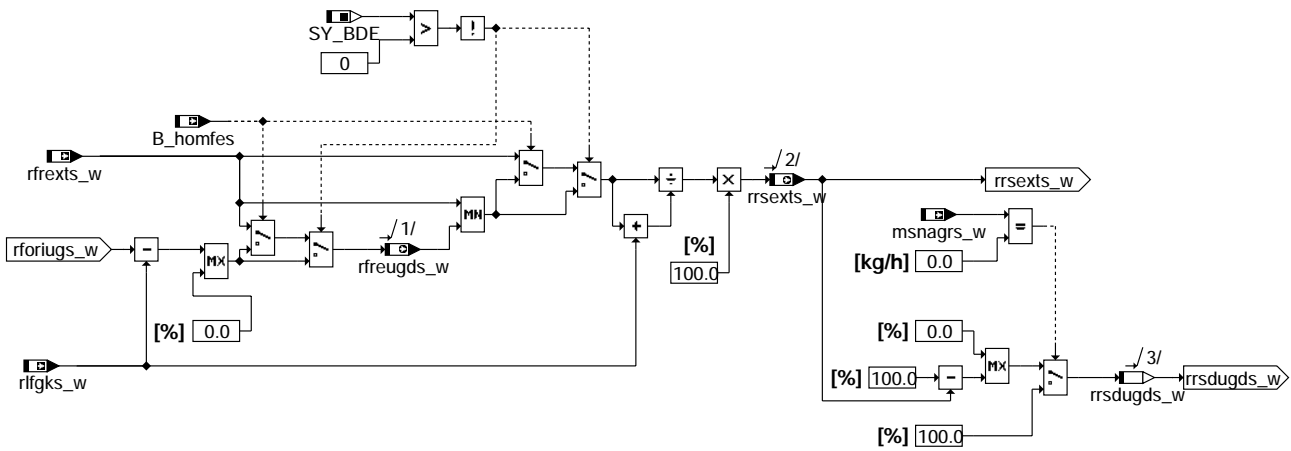 SY_BDE
>
!
0
B_homfes
rfrexts_w
/2/
rrsexts_w
rrsexts_w
MN
msnagrs_w
=
rforiugs_w
-
MX
/1/
rfreugds_w
÷
×
+
[%]
100.0
[kg/h] 0.0
[%] 0.0
rlfgks_w
[%] 0.0
MX
[%] 100.0
-
/3/
rrsdugds_w
rrsdugds_w
[%] 100.0